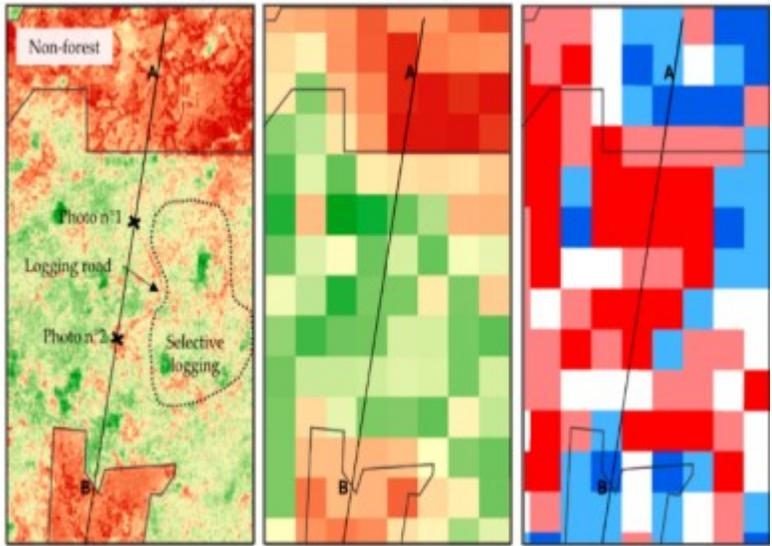 Non-forest
A
Photo n°1
Logging road
Photo n°2
Selective
logging
B
A
B
A
B